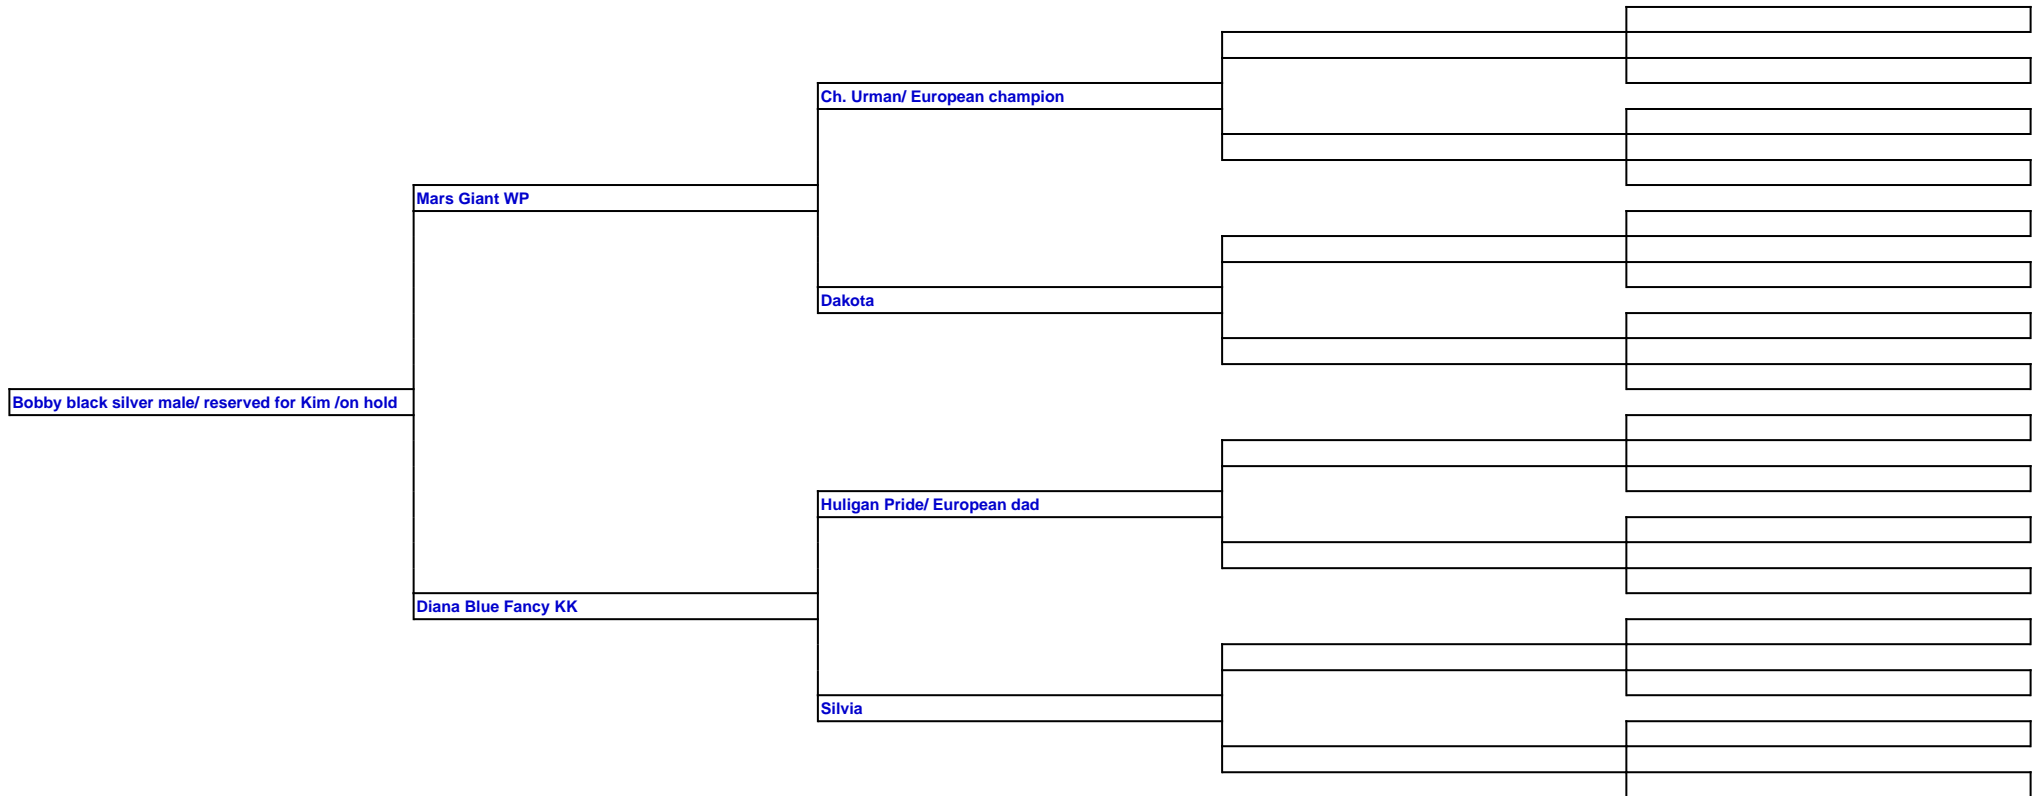 Ch. Urman/ European champion
Mars Giant WP
Dakota
Bobby black silver male/ reserved for Kim /on hold
Huligan Pride/ European dad
Diana Blue Fancy KK
Silvia